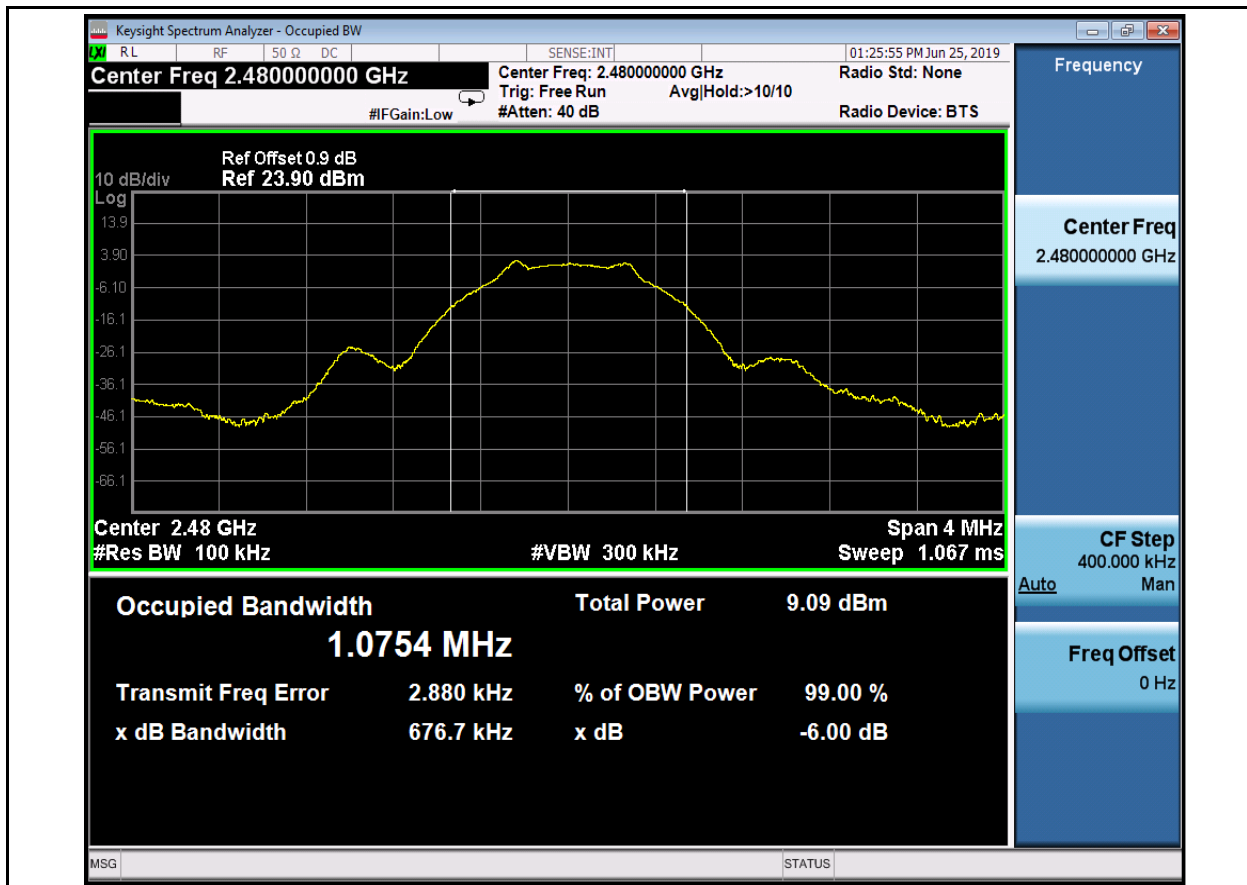 Keysight Spectrum Analyzer - Occupied BW
LXI RL RF 50 Ω DC SENSE:INT 01:25:55 PM Jun 25, 2019
Center Freq 2.480000000 GHz
Center Freq: 2.480000000 GHz
Radio Std: None
Trig: Free Run Avg|Hold:>10/10
#IFGain:Low
#Atten: 40 dB
Radio Device: BTS
Ref Offset 0.9 dB
10 dB/div Ref 23.90 dBm
Log
13.9
3.90
-6.10
-16.1
-26.1
-36.1
-46.1
-56.1
-66.1
Center 2.48 GHz Span 4 MHz
#Res BW 100 kHz #VBW 300 kHz Sweep 1.067 ms
Occupied Bandwidth Total Power 9.09 dBm
1.0754 MHz
Transmit Freq Error 2.880 kHz % of OBW Power 99.00 %
x dB Bandwidth 676.7 kHz x dB -6.00 dB
Frequency
Center Freq
2.480000000 GHz
CF Step
400.000 kHz
Auto Man
Freq Offset
0 Hz
MSG STATUS